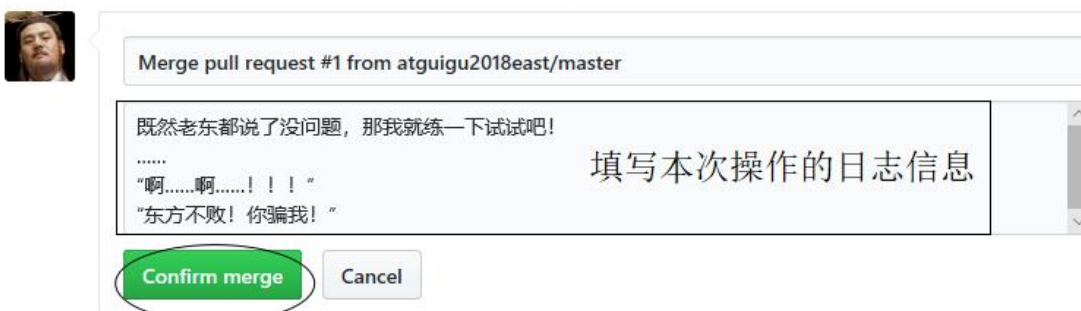 Merge pull request #1 from atguigu2018east/master
既然老东都说了没问题，那我就练一下试试吧！
......
“啊......啊......！！！”
“东方不败！你骗我！”
填写本次操作的日志信息
Confirm merge
Cancel